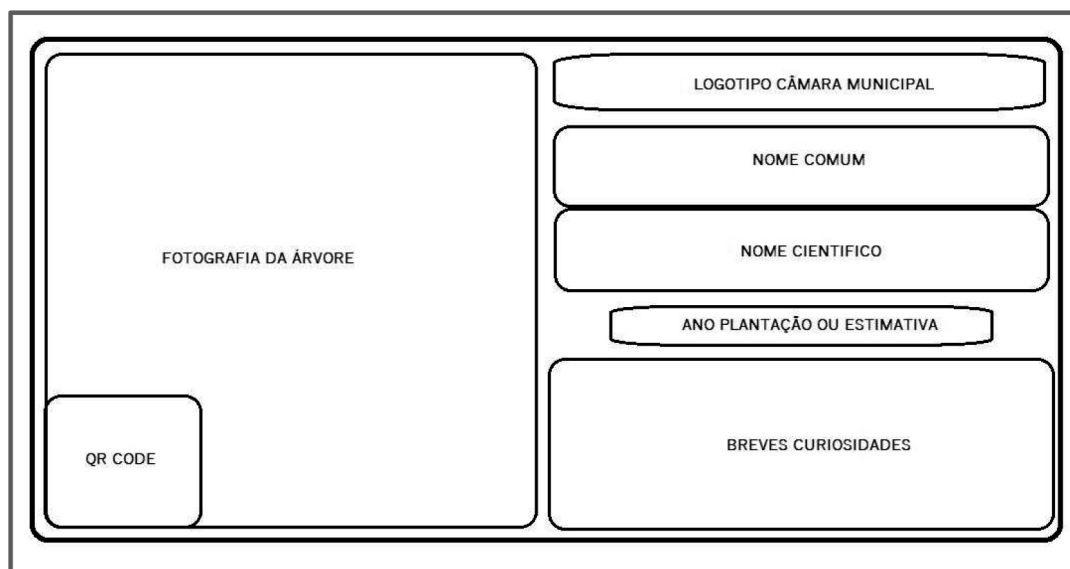 LOGOTIPO CÂMARA MUNICIPAL
NOME COMUM
FOTOGRAFIA DA ÁRVORE
NOME CIENTIFICO
ANO PLANTAÇÃO OU ESTIMATIVA
QR CODE
BREVES CURIOSIDADES